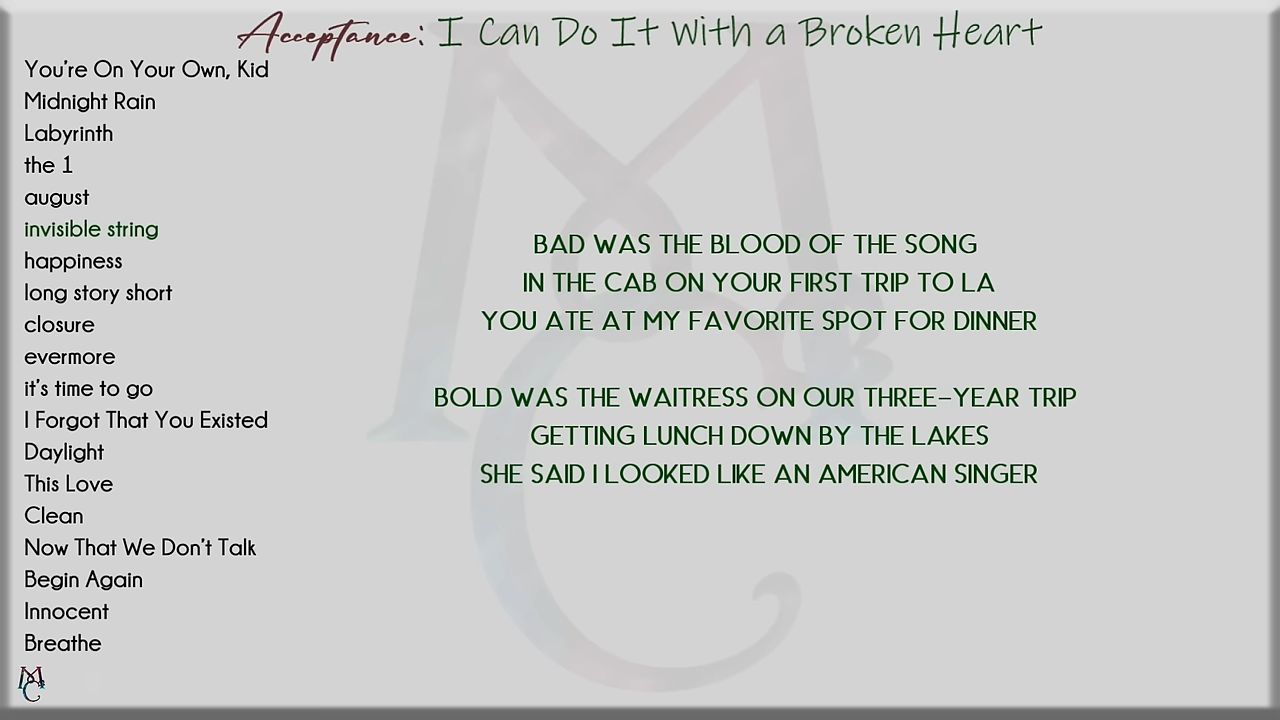 Acceptance: I Can Do It With a Broken Heart
You're On Your Own, Kid
Midnight Rain
Labyrinth
the 1
august
invisible string
happiness
long story short
closure
evermore
it's time to go
I Forgot That You Existed
Daylight
This Love
Clean
Now That We Don't Talk
Begin Again
Innocent
Breathe
BAD WAS THE BLOOD OF THE SONG
IN THE CAB ON YOUR FIRST TRIP TO LA
YOU ATE AT MY FAVORITE SPOT FOR DINNER
BOLD WAS THE WAITRESS ON OUR THREE-YEAR TRIP
GETTING LUNCH DOWN BY THE LAKES
SHE SAID I LOOKED LIKE AN AMERICAN SINGER